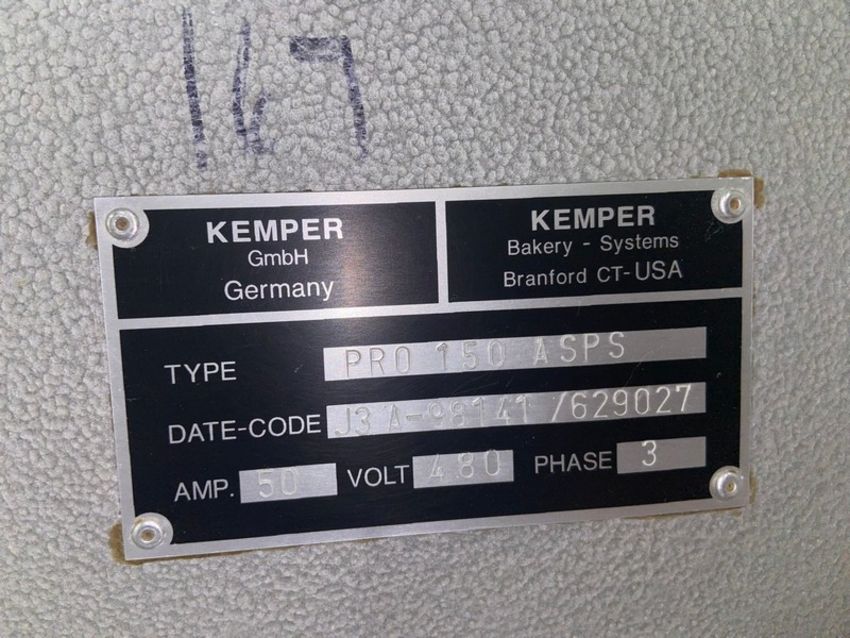 167
KEMPER
GmbH
Germany
KEMPER
Bakery - Systems
Branford CT-USA
TYPE PRO 150 ASPS
DATE-CODE J3 A-98141 /629027
AMP. 50 VOLT 480 PHASE 3